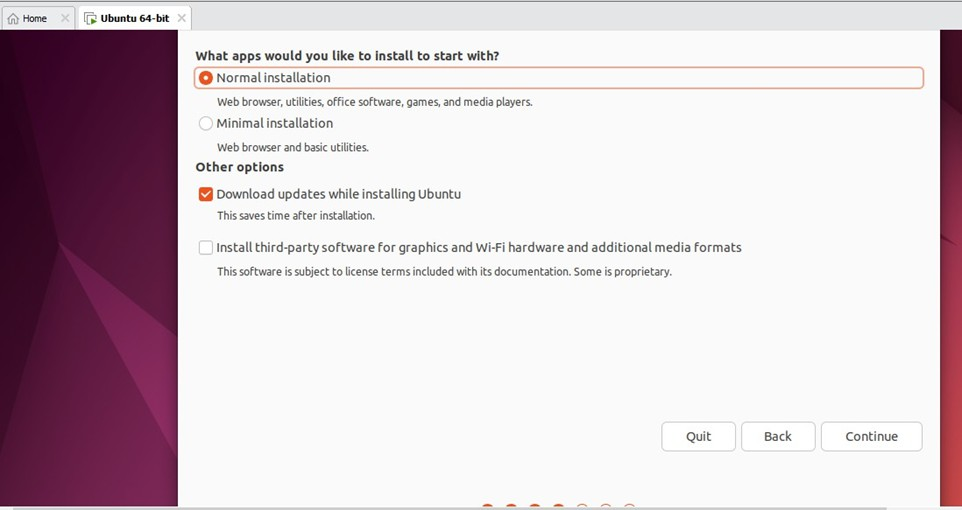 Home
Ubuntu 64-bit
What apps would you like to install to start with?
Normal installation
Web browser, utilities, office software, games, and media players.
Minimal installation
Web browser and basic utilities.
Other options
Download updates while installing Ubuntu
This saves time after installation.
Install third-party software for graphics and Wi-Fi hardware and additional media formats
This software is subject to license terms included with its documentation. Some is proprietary.
Quit Back Continue